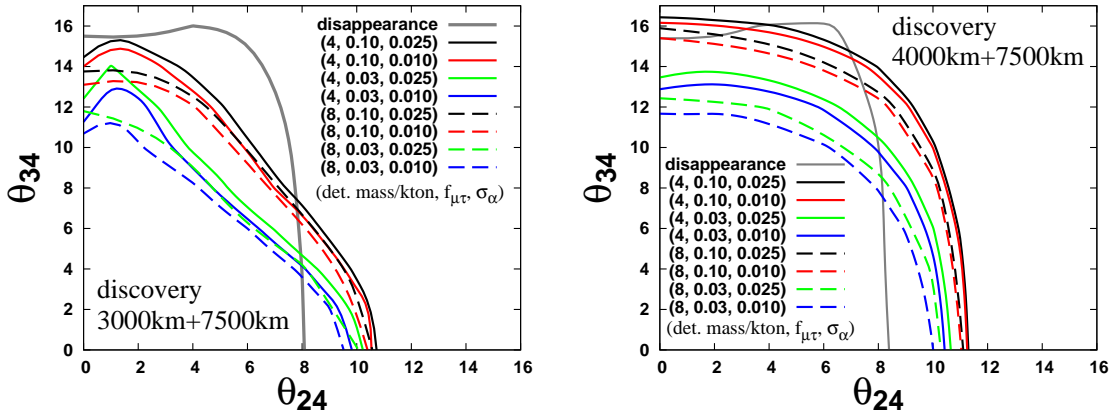 disappearance
(4, 0.10, 0.025)
(4, 0.10, 0.010)
(4, 0.03, 0.025)
(4, 0.03, 0.010)
(8, 0.10, 0.025)
(8, 0.10, 0.010)
(8, 0.03, 0.025)
(8, 0.03, 0.010)
(det. mass/kton, fμτ, σα)
discovery
3000km+7500km
θ34
16
14
12
10
8
6
4
2
0
0 2 4 6 8 10 12 14 16
θ24
discovery
4000km+7500km
disappearance
(4, 0.10, 0.025)
(4, 0.10, 0.010)
(4, 0.03, 0.025)
(4, 0.03, 0.010)
(8, 0.10, 0.025)
(8, 0.10, 0.010)
(8, 0.03, 0.025)
(8, 0.03, 0.010)
(det. mass/kton, fμτ, σα)
θ34
16
14
12
10
8
6
4
2
0
0 2 4 6 8 10 12 14 16
θ24